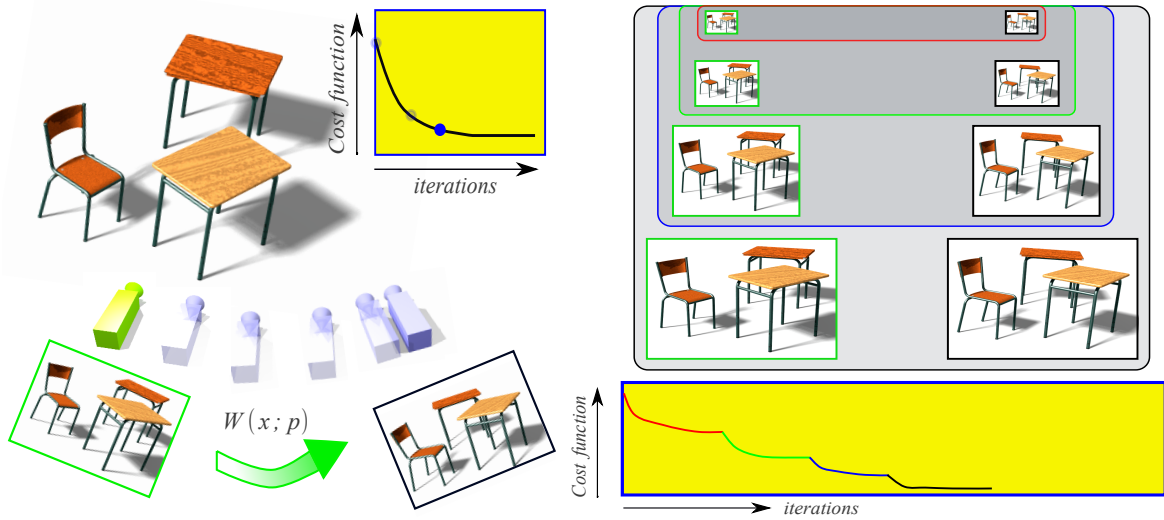 Cost function
iterations
W(x; p)
Cost function
iterations